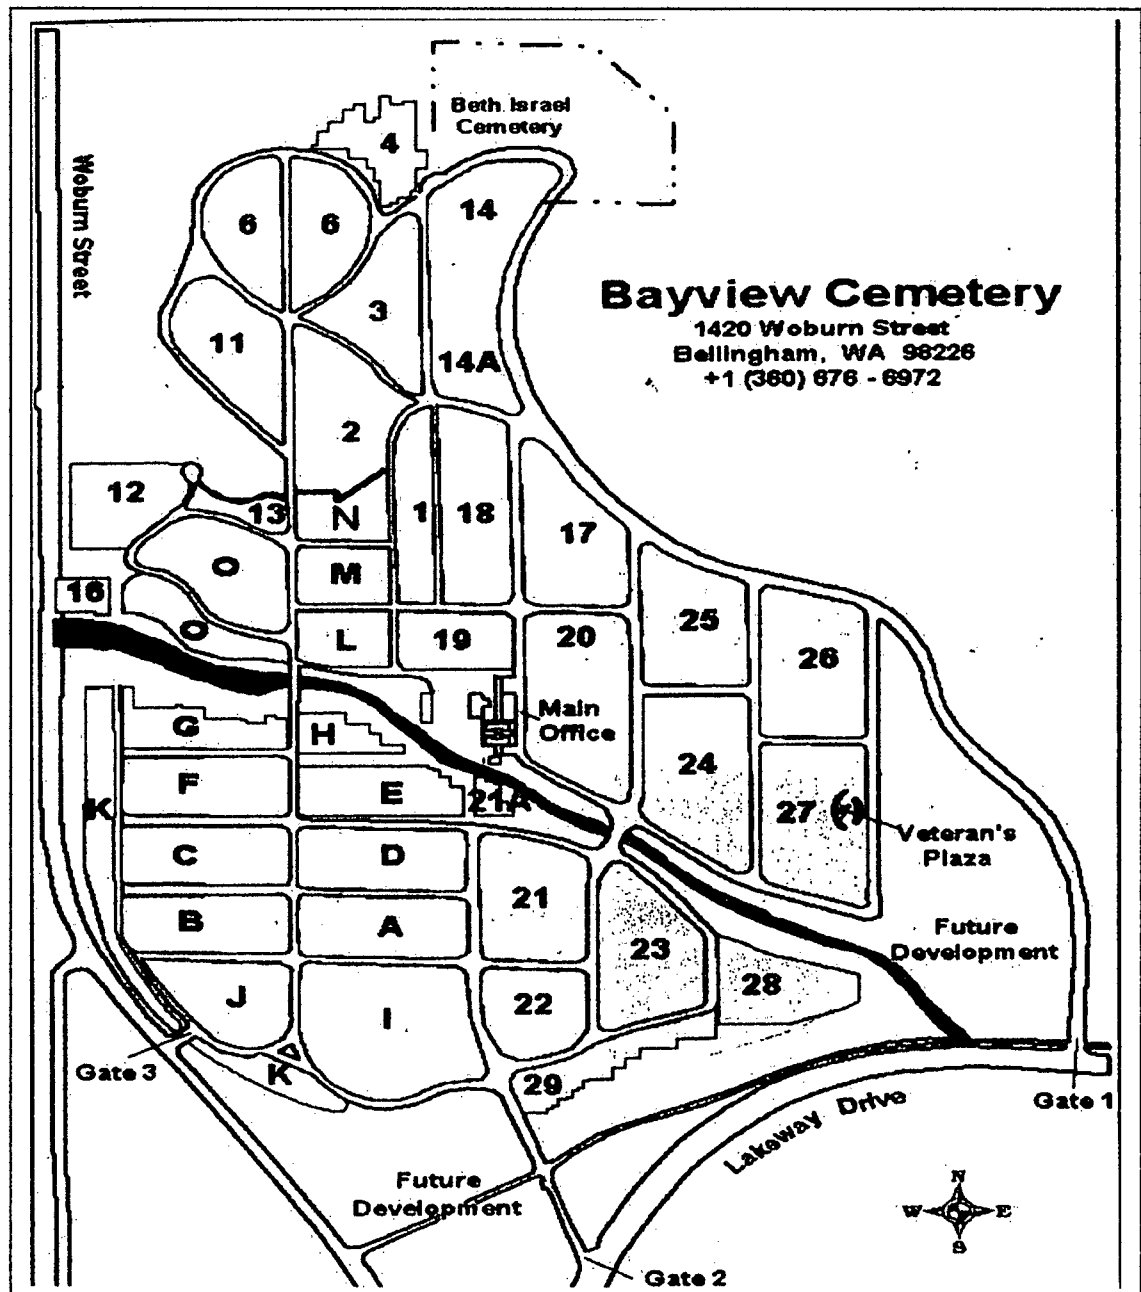 Beth Israel
Cemetery
4
Woburn Street
6
6
14
Bayview Cemetery
1420 Woburn Street
Bellingham, WA 98226
+1 (360) 676 - 6972
3
11
14A
2
12
13
N
1
18
17
O
M
16
O
L
19
20
25
26
Main
Office
G
H
F
E
21A
24
27
K
Veteran's
Plaza
C
D
21
B
A
23
Future
Development
28
J
I
22
Gate 3
K
29
Gate 1
Lakeway Drive
Future
Development
N
W
E
S
Gate 2